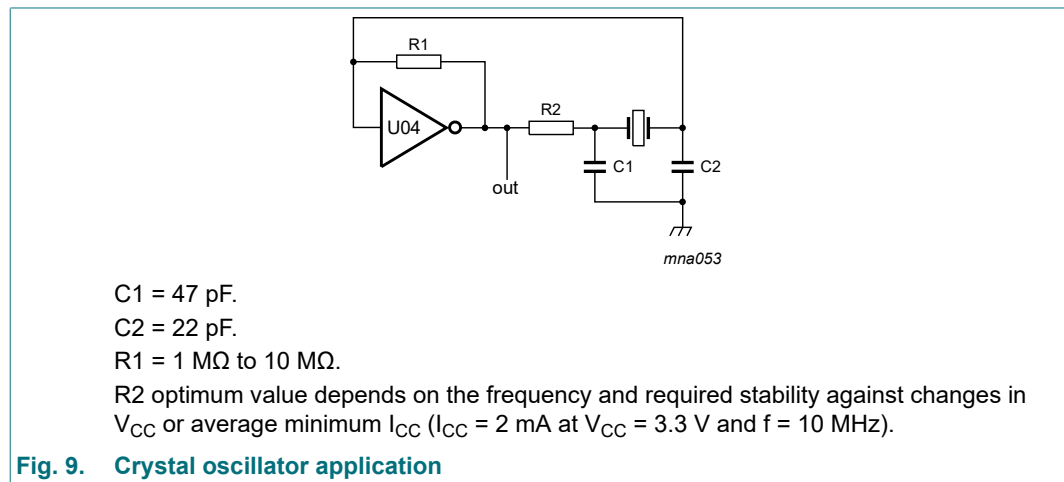 R1
U04
R2
C1
C2
out
mna053
C1 = 47 pF.
C2 = 22 pF.
R1 = 1 MΩ to 10 MΩ.
R2 optimum value depends on the frequency and required stability against changes in
VCC or average minimum ICC (ICC = 2 mA at VCC = 3.3 V and f = 10 MHz).
Fig. 9. Crystal oscillator application